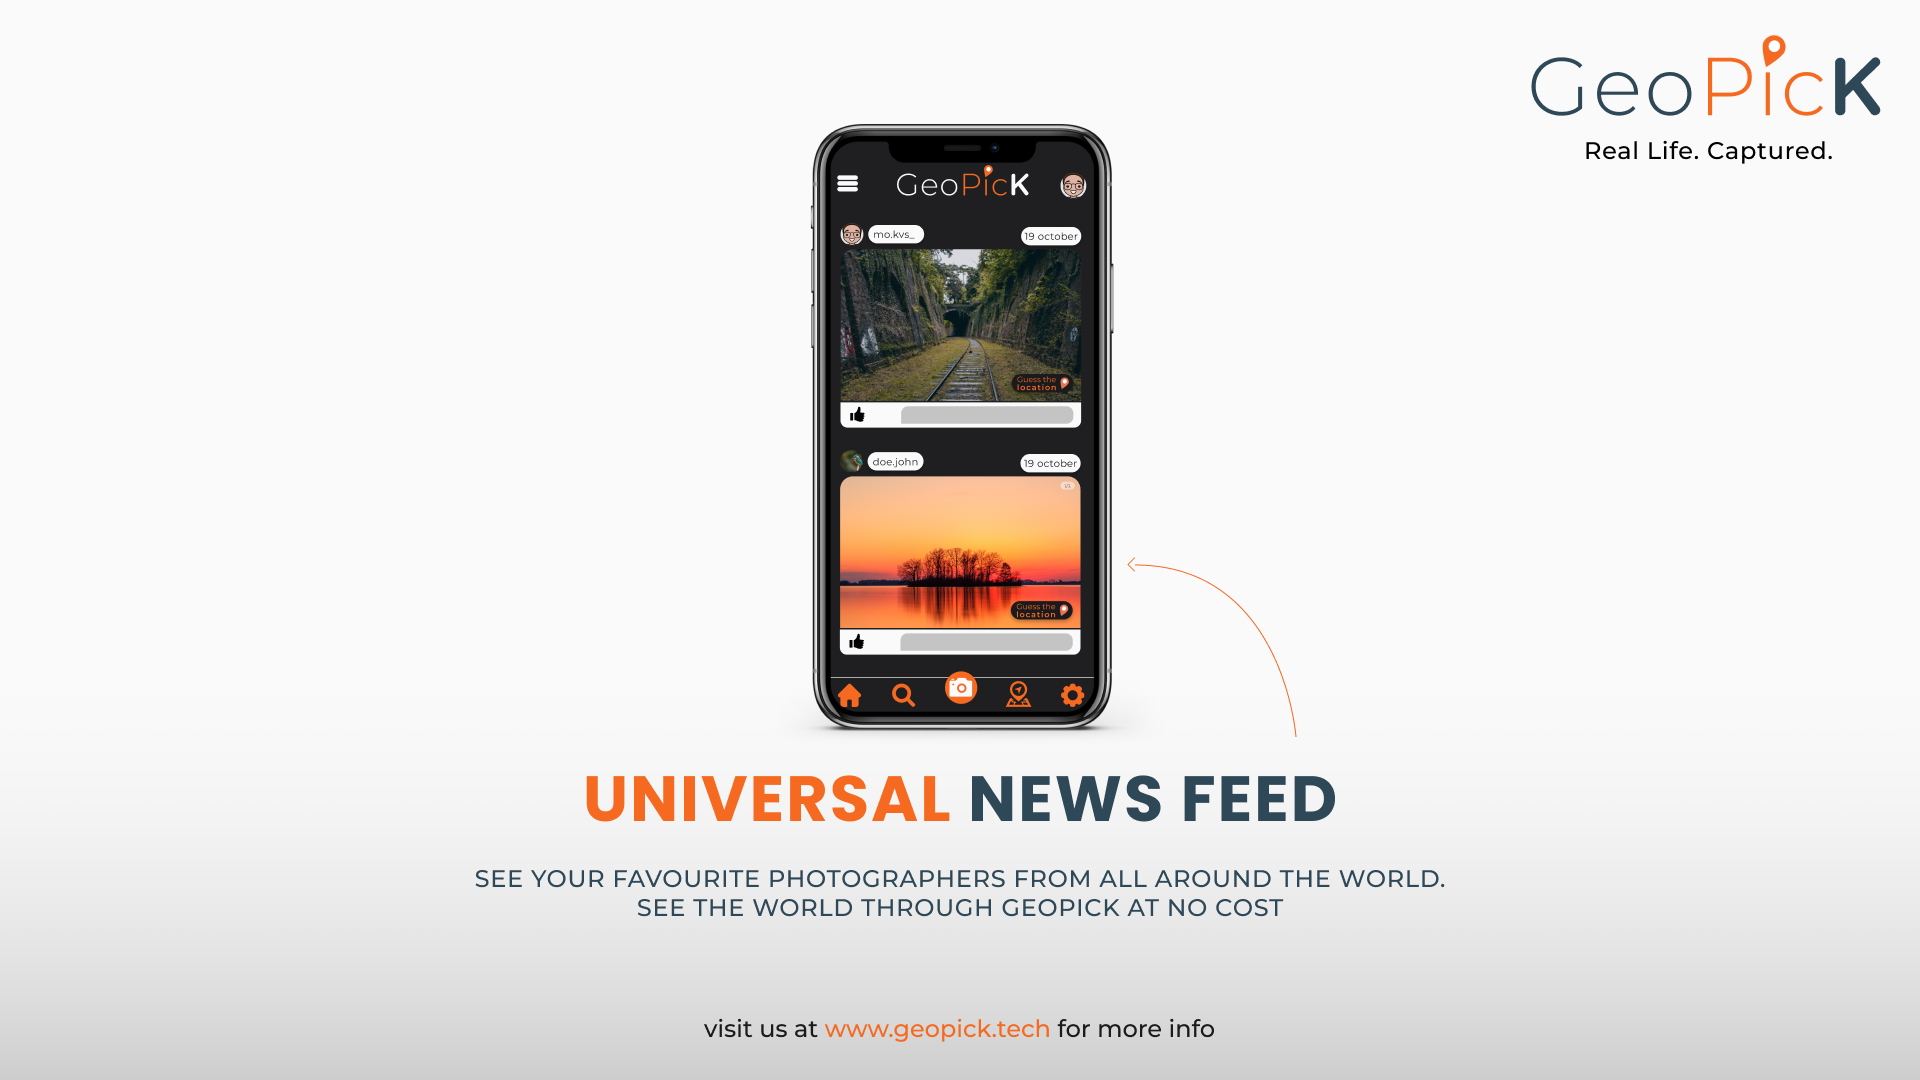 GeoPicK
Real Life. Captured.
GeoPicK
mo.kvs_
19 october
Guess the
location
doe.john
19 october
1/1
Guess the
location
UNIVERSAL NEWS FEED
SEE YOUR FAVOURITE PHOTOGRAPHERS FROM ALL AROUND THE WORLD.
SEE THE WORLD THROUGH GEOPICK AT NO COST
visit us at www.geopick.tech for more info